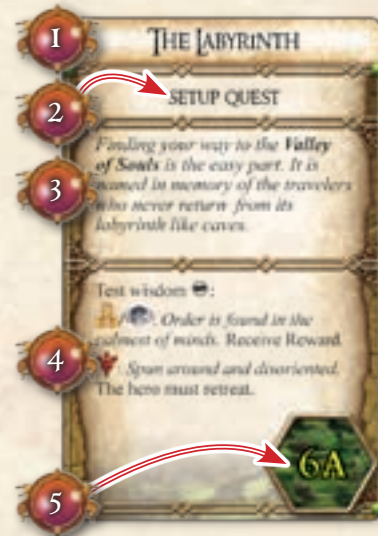 1
THE LABYRINTH
2
SETUP QUEST
3
Finding your way to the Valley
of Souls is the easy part. It is
named in memory of the travelers
who never return from its
labyrinth like caves.
4
Test wisdom :
/ : Order is found in the
calmest of minds. Receive Reward.
: Spun around and disoriented.
The hero must retreat.
5
6A